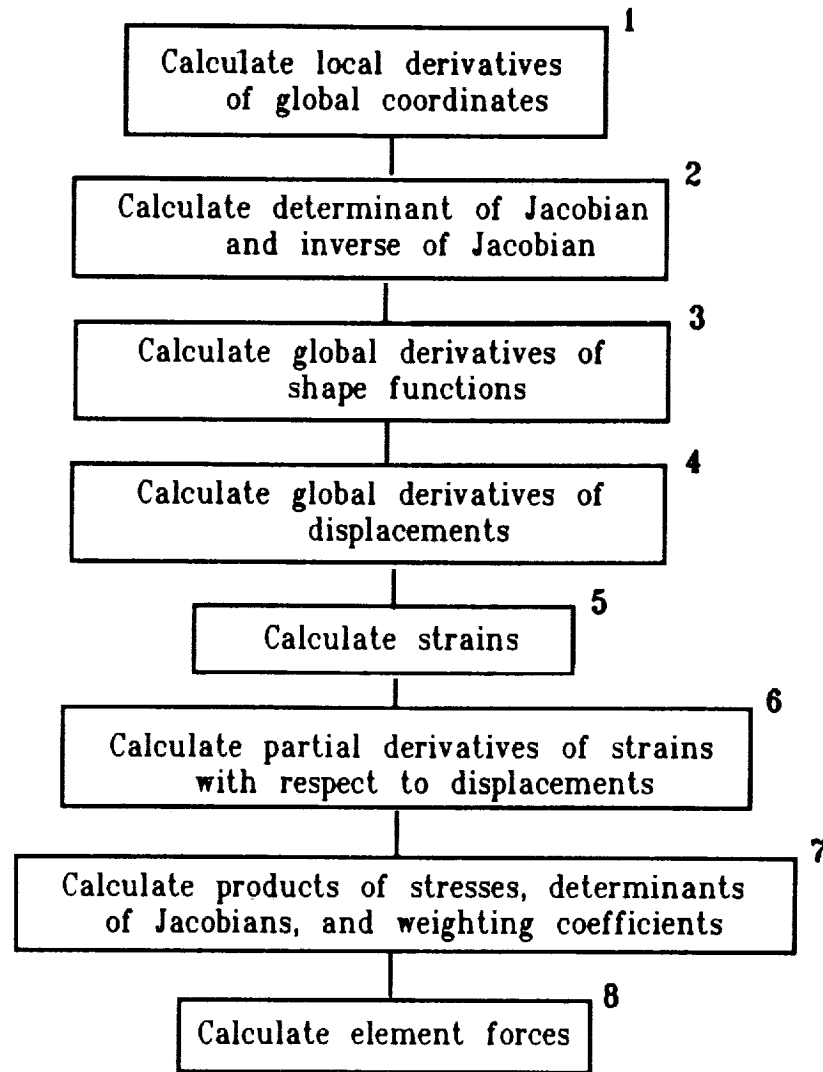 1
Calculate local derivatives
of global coordinates
2
Calculate determinant of Jacobian
and inverse of Jacobian
3
Calculate global derivatives of
shape functions
4
Calculate global derivatives of
displacements
5
Calculate strains
6
Calculate partial derivatives of strains
with respect to displacements
7
Calculate products of stresses, determinants
of Jacobians, and weighting coefficients
8
Calculate element forces